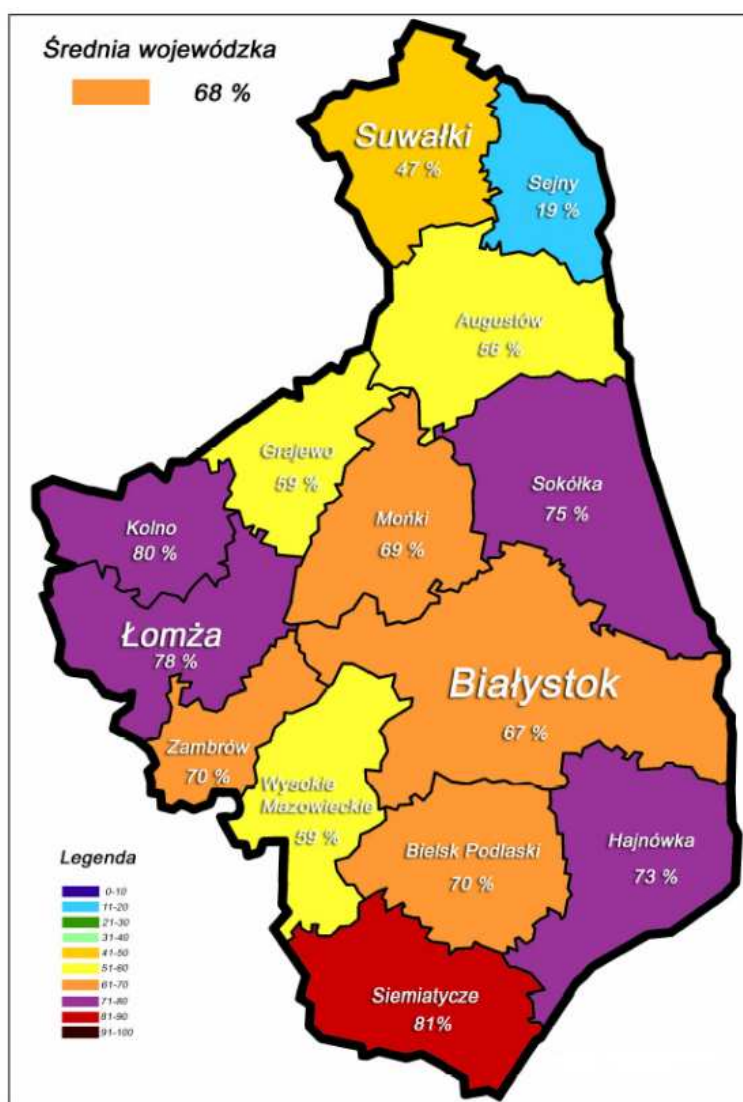 Średnia wojewódzka
68 %
Suwałki
47 %
Sejny
19 %
Augustów
56 %
Grajewo
59 %
Mońki
69 %
Sokółka
75 %
Kolno
80 %
Łomża
78 %
Białystok
67 %
Zambrów
70 %
Wysokie
Mazowieckie
59 %
Bielsk Podlaski
70 %
Hajnówka
73 %
Siemiatycze
81%
Legenda
0-10
11-20
21-30
31-40
41-50
51-60
61-70
71-80
81-90
91-100